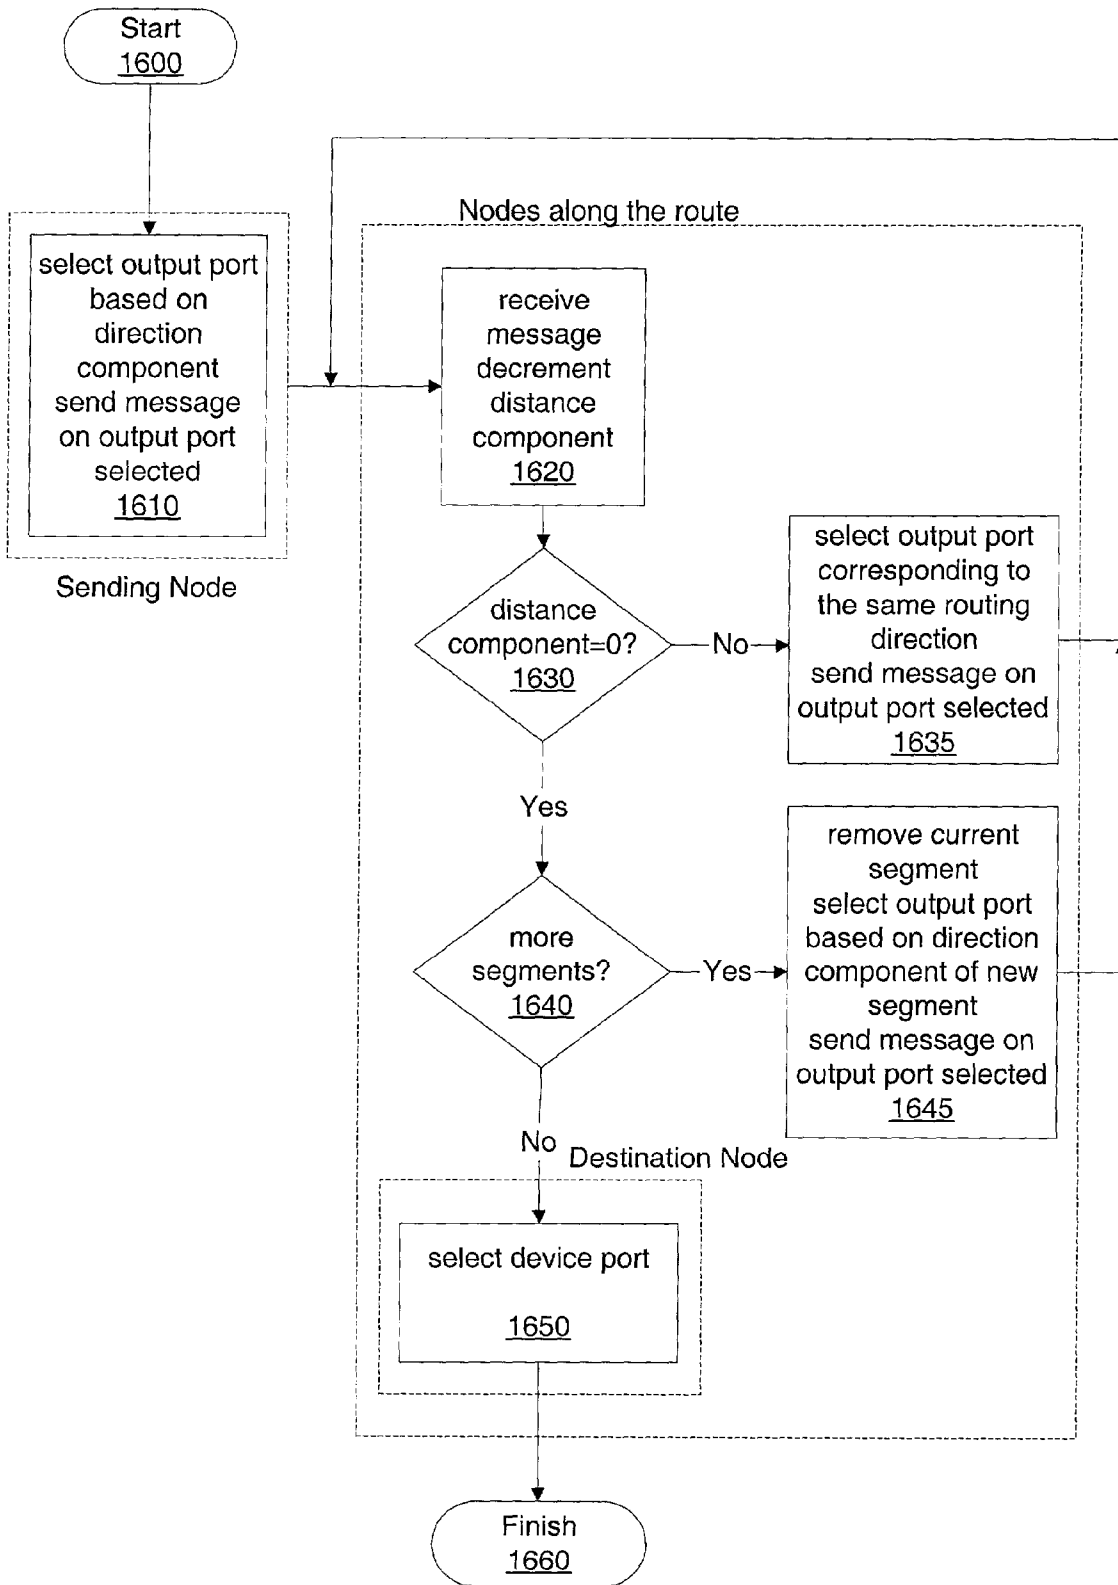 Start
1600
Nodes along the route
select output port
based on
direction
component
send message
on output port
selected
1610
Sending Node
receive
message
decrement
distance
component
1620
distance
component=0?
1630
No
select output port
corresponding to
the same routing
direction
send message on
output port selected
1635
Yes
more
segments?
1640
Yes
remove current
segment
select output port
based on direction
component of new
segment
send message on
output port selected
1645
No
Destination Node
select device port
1650
Finish
1660